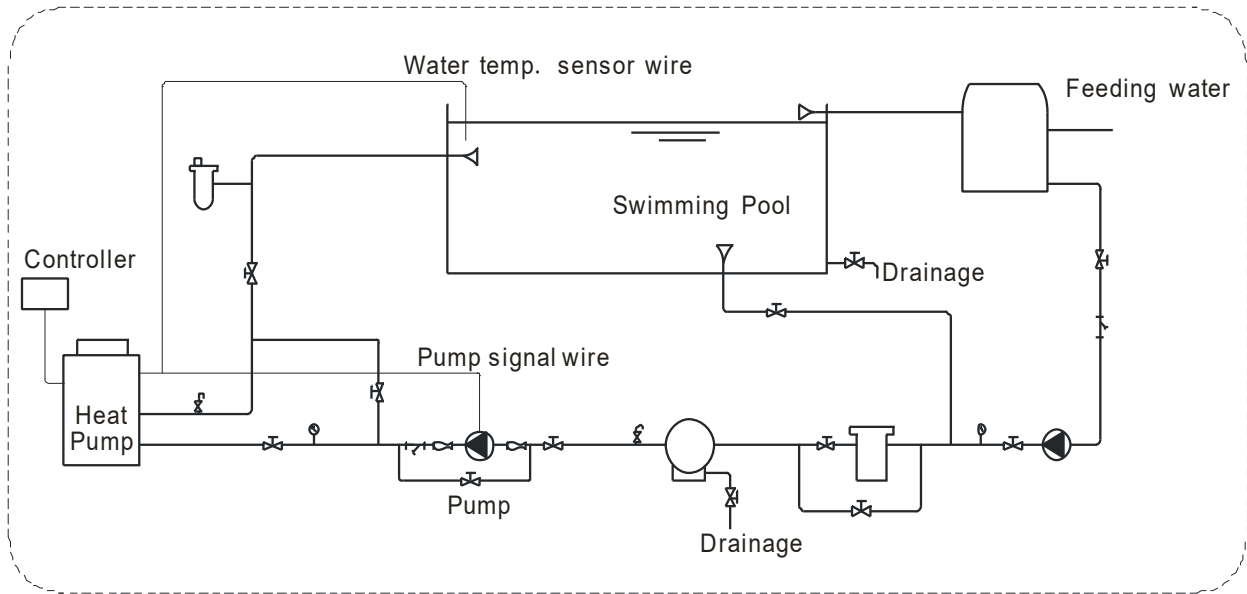 Water temp. sensor wire
Feeding water
Swimming Pool
Controller
Drainage
Pump signal wire
Heat
Pump
Pump
Drainage